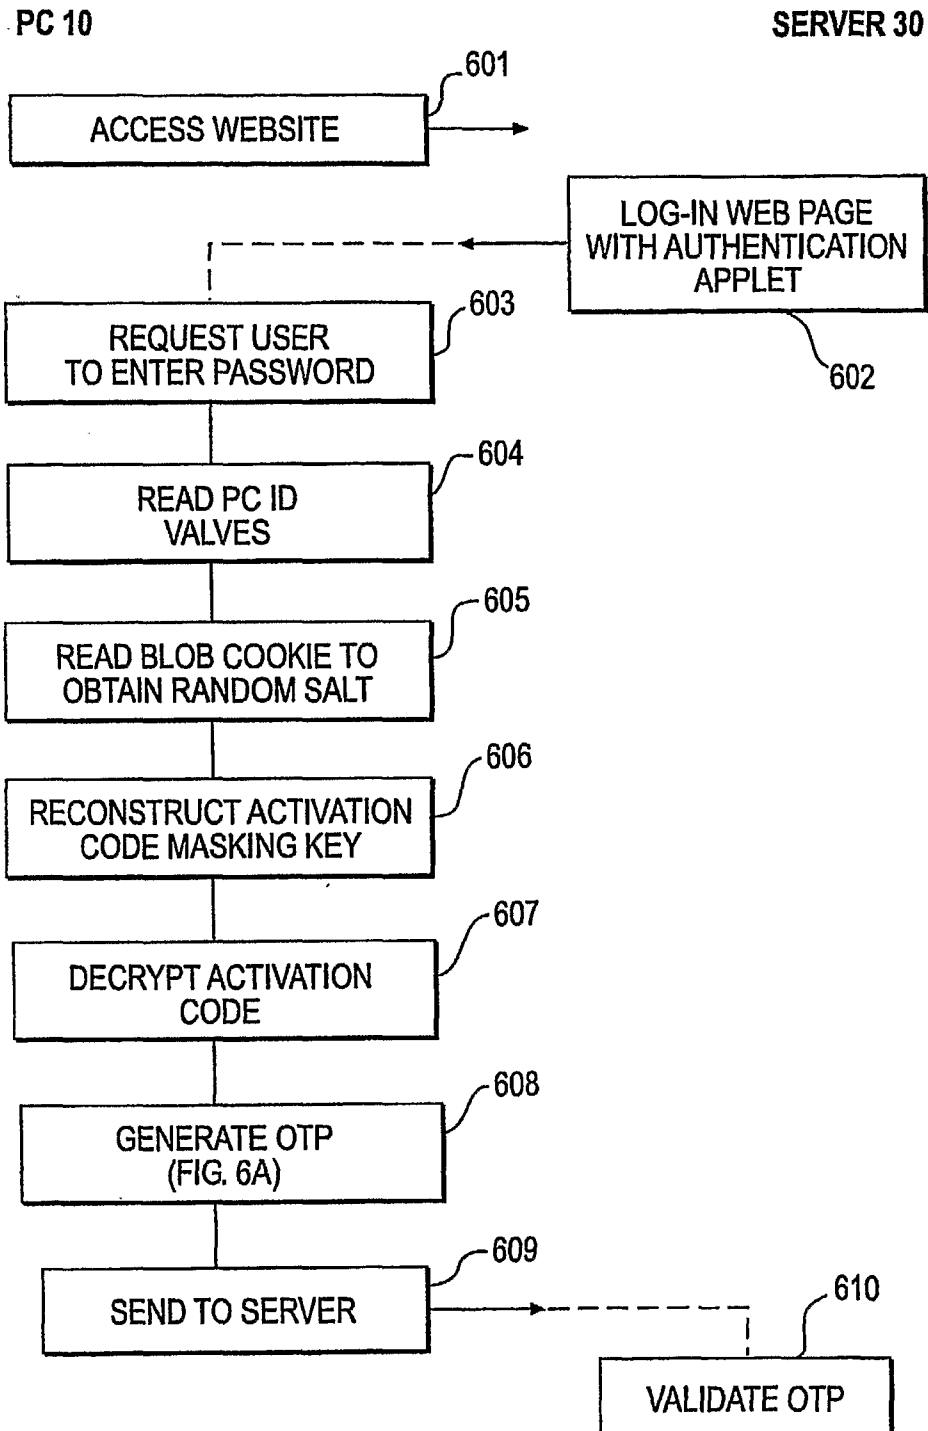 PC 10
SERVER 30
601
ACCESS WEBSITE
LOG-IN WEB PAGE
WITH AUTHENTICATION
APPLET
602
603
REQUEST USER
TO ENTER PASSWORD
604
READ PC ID
VALVES
605
READ BLOB COOKIE TO
OBTAIN RANDOM SALT
606
RECONSTRUCT ACTIVATION
CODE MASKING KEY
607
DECRYPT ACTIVATION
CODE
608
GENERATE OTP
(FIG. 6A)
609
SEND TO SERVER
610
VALIDATE OTP